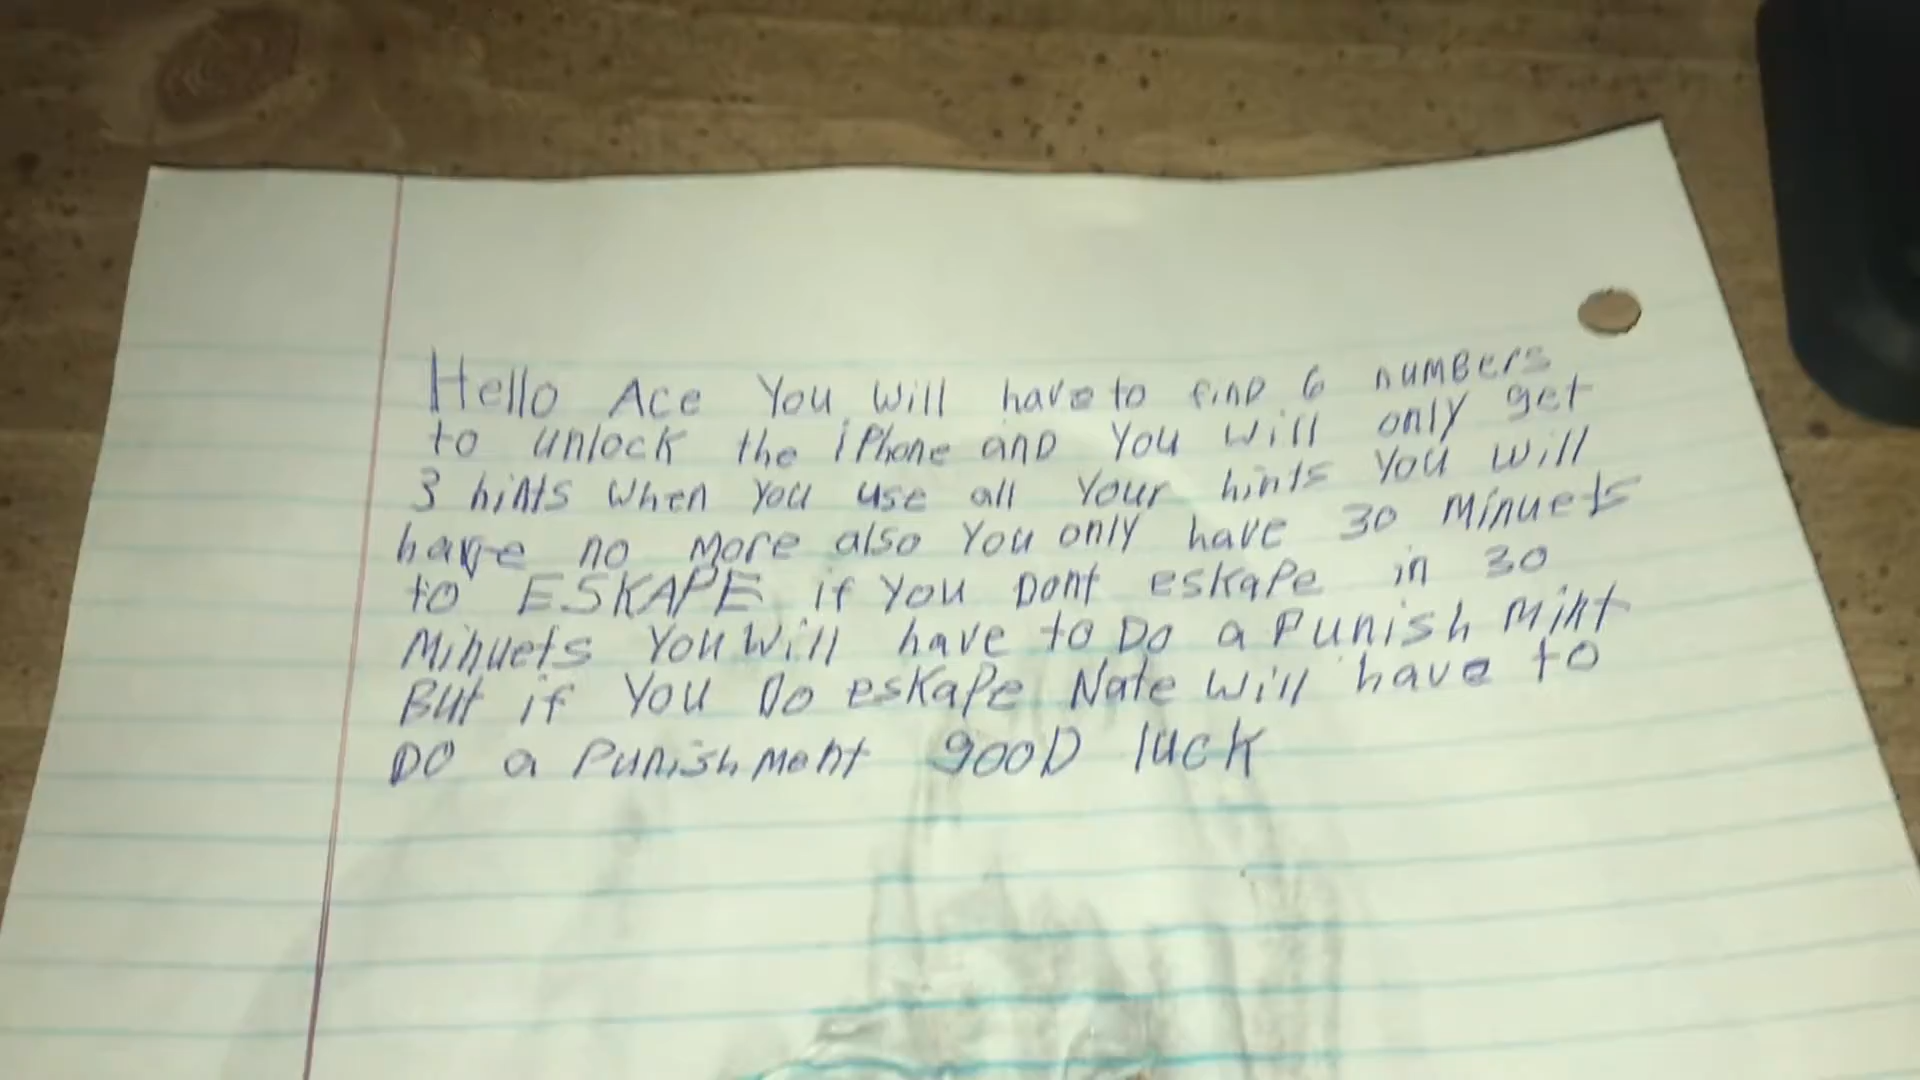 Hello Ace You will have to finD 6 numBers
to unlock the iPhone anD You will only get
3 hints when you use all Your hints You will
have no more also You only have 30 Minuets
to ESKAPE if You Dont eskape in 30
Minuets You Will have to Do a Punish Mint
But if You Do eskape Nate Will have to
DO a Punishment gooD luck